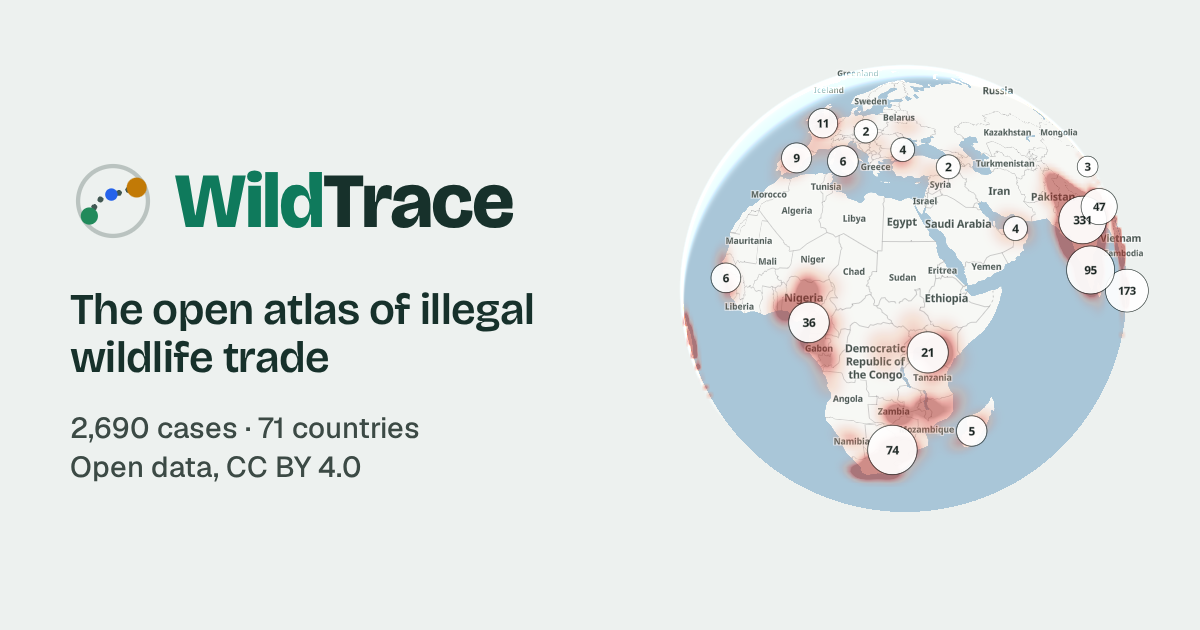 WildTrace
The open atlas of illegal
wildlife trade
2,690 cases · 71 countries
Open data, CC BY 4.0
Greenland
Iceland
Russia
Sweden
11
Belarus
2
Kazakhstan
Mongolia
4
9
6
Greece
2
Turkmenistan
3
Tunisia
Syria
Morocco
Israel
Iran
Pakistan
47
Algeria
Libya
Egypt
Saudi Arabia
4
331
Mauritania
Vietnam
Mali
Niger
Chad
Sudan
Eritrea
Yemen
95
6
173
Liberia
Nigeria
Ethiopia
36
Gabon
Democratic
Republic of
the Congo
21
Tanzania
Angola
Zambia
5
Namibia
74